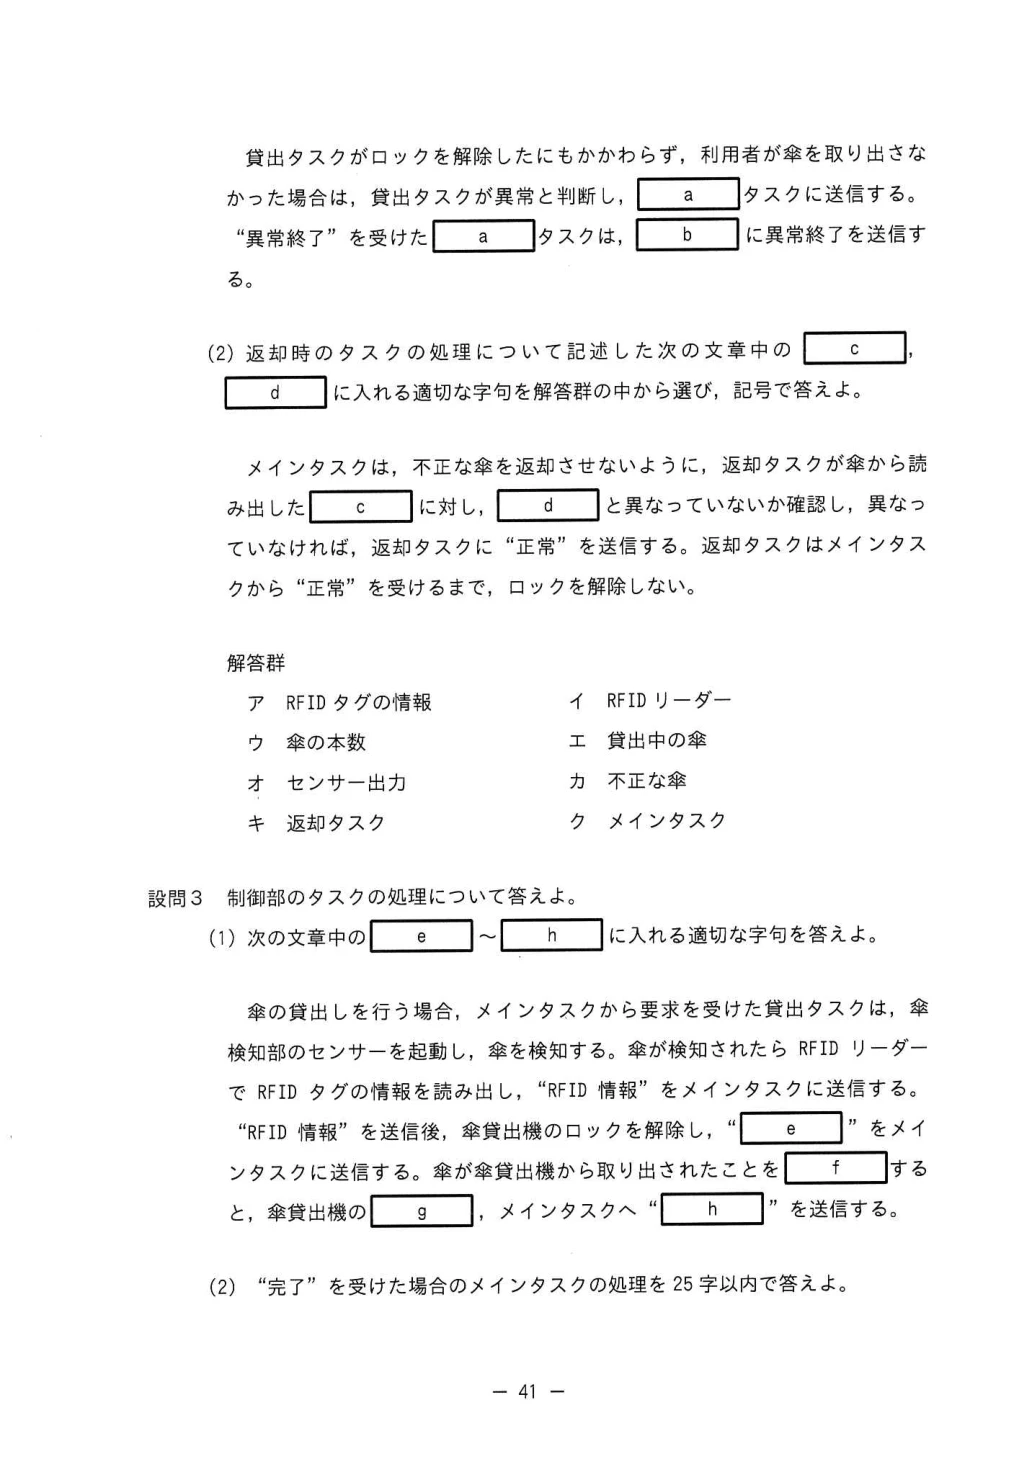 貸出タスクがロックを解除したにもかかわらず，利用者が傘を取り出さな
かった場合は，貸出タスクが異常と判断し，aタスクに送信する。
“異常終了”を受けたaタスクは，bに異常終了を送信す
る。
(2) 返却時のタスクの処理について記述した次の文章中のc，
dに入れる適切な字句を解答群の中から選び，記号で答えよ。
メインタスクは，不正な傘を返却させないように，返却タスクが傘から読
み出したcに対し，dと異なっていないか確認し，異なっ
ていなければ，返却タスクに“正常”を送信する。返却タスクはメインタス
クから“正常”を受けるまで，ロックを解除しない。
解答群
ア RFID タグの情報 イ RFID リーダー
ウ 傘の本数 エ 貸出中の傘
オ センサー出力 カ 不正な傘
キ 返却タスク ク メインタスク
設問3 制御部のタスクの処理について答えよ。
(1) 次の文章中のe～hに入れる適切な字句を答えよ。
傘の貸出しを行う場合，メインタスクから要求を受けた貸出タスクは，傘
検知部のセンサーを起動し，傘を検知する。傘が検知されたら RFID リーダー
で RFID タグの情報を読み出し，“RFID 情報”をメインタスクに送信する。
“RFID 情報”を送信後，傘貸出機のロックを解除し，“e”をメイ
ンタスクに送信する。傘が傘貸出機から取り出されたことをfする
と，傘貸出機のg，メインタスクへ“h”を送信する。
(2) “完了”を受けた場合のメインタスクの処理を 25 字以内で答えよ。
― 41 ―